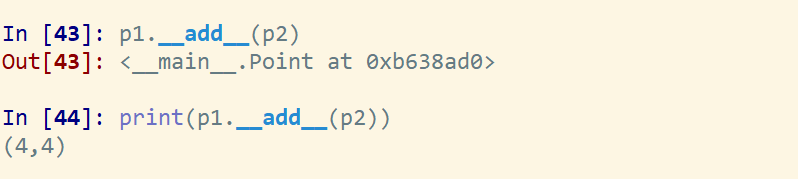 In [43]: p1.__add__(p2)
Out[43]: <__main__.Point at 0xb638ad0>
In [44]: print(p1.__add__(p2))
(4,4)